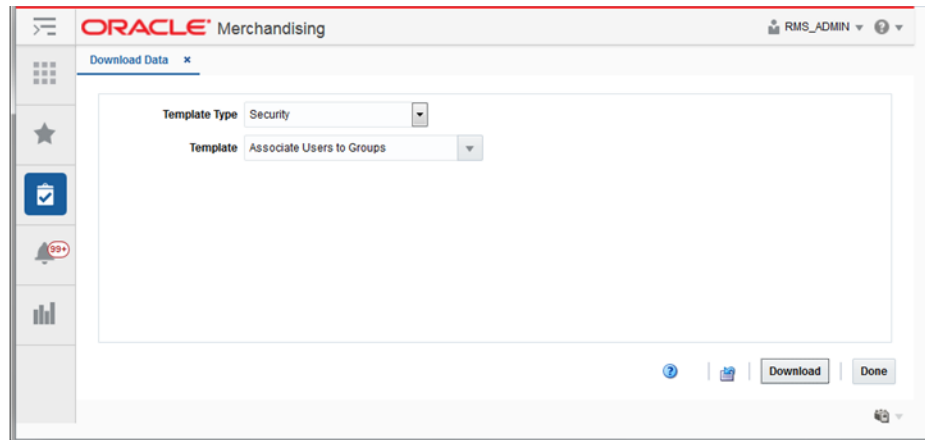 ORACLE Merchandising
RMS_ADMIN
?
Download Data x
Template Type Security
Template Associate Users to Groups
99+
?
Download
Done